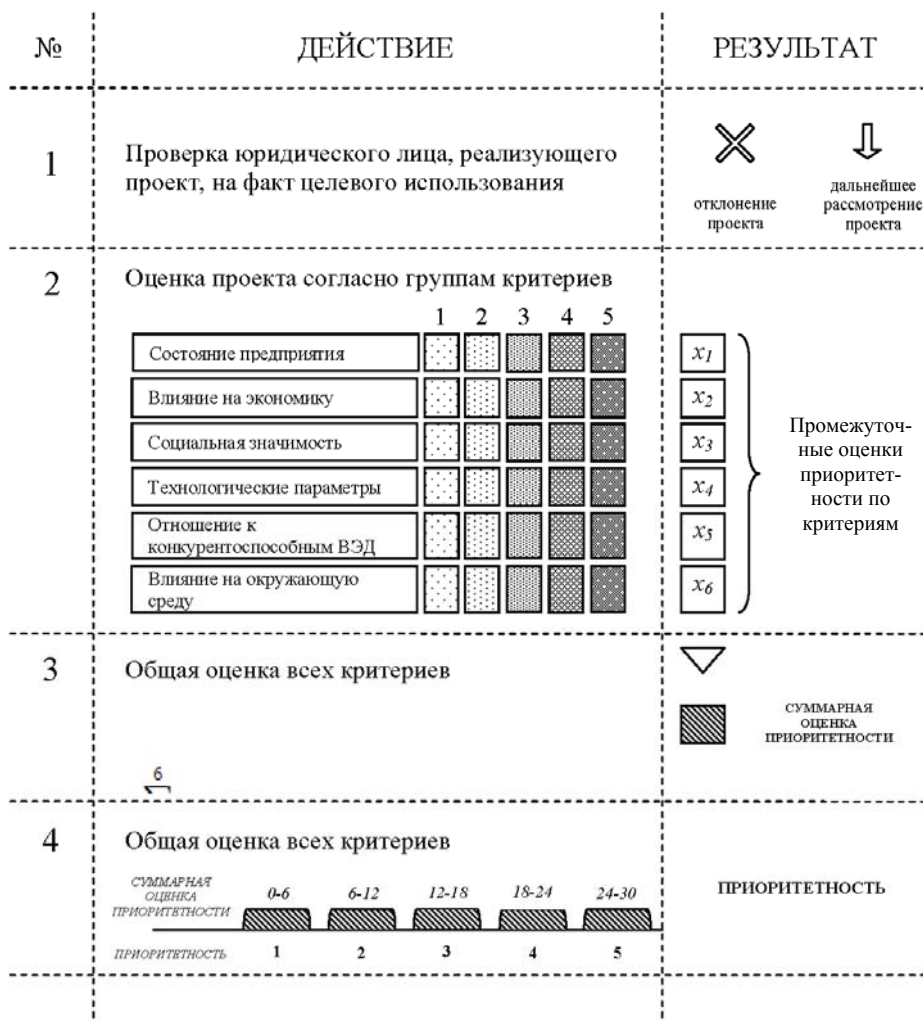 № ДЕЙСТВИЕ РЕЗУЛЬТАТ
1
Проверка юридического лица, реализующего
проект, на факт целевого использования
отклонение
проекта
дальнейшее
рассмотрение
проекта
2
Оценка проекта согласно группам критериев
1 2 3 4 5
Состояние предприятия
Влияние на экономику
Социальная значимость
Технологические параметры
Отношение к
конкурентоспособным ВЭД
Влияние на окружающую
среду
x1
x2
x3
x4
x5
x6
Промежуточ-
ные оценки
приоритет-
ности по
критериям
3
Общая оценка всех критериев
6
СУММАРНАЯ
ОЦЕНКА
ПРИОРИТЕТНОСТИ
4
Общая оценка всех критериев
СУММАРНАЯ
ОЦЕНКА
ПРИОРИТЕТНОСТИ
0-6 6-12 12-18 18-24 24-30
ПРИОРИТЕТНОСТЬ 1 2 3 4 5
ПРИОРИТЕТНОСТЬ